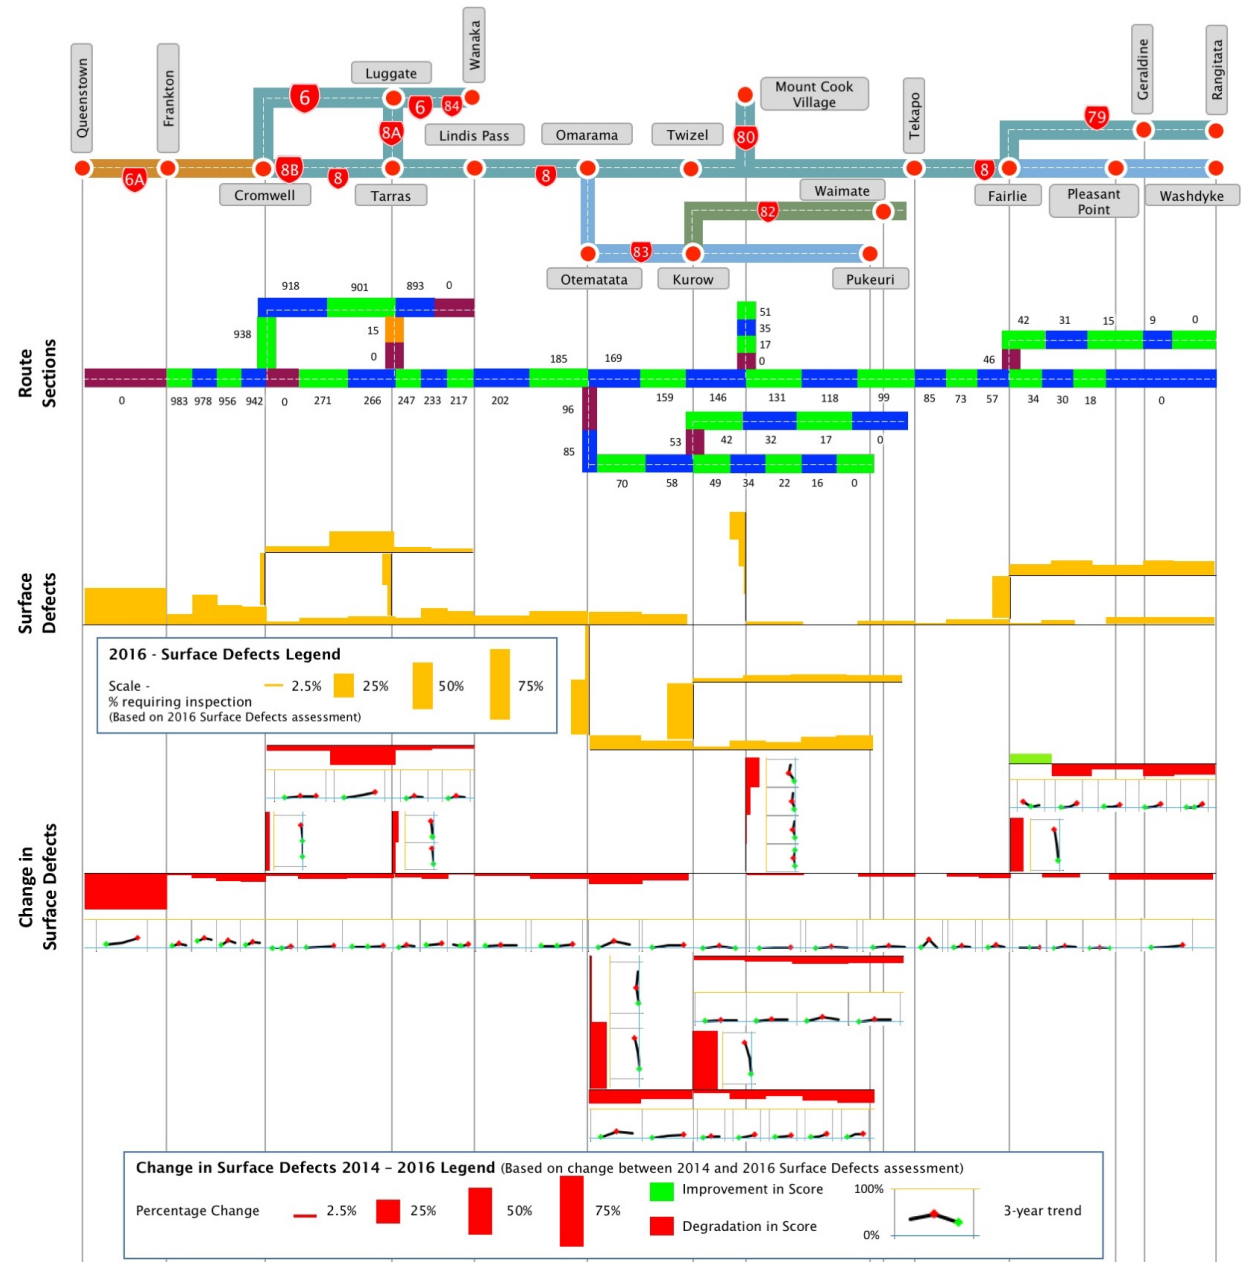 Queenstown
Frankton
Wanaka
Luggate
Lindis Pass
Omarama
Twizel
Mount Cook
Village
Tekapo
Geraldine
Rangitata
6
6
84
8A
80
79
6A
8B
8
8
8
Cromwell
Tarras
Waimate
Fairlie
Pleasant
Point
Washdyke
82
83
Otematata
Kurow
Pukeuri
Route
Sections
918
901
893
0
938
15
0
51
35
17
0
42
31
15
9
0
46
185
169
0
983
978
956
942
0
271
266
247
233
217
202
159
146
131
118
99
85
73
57
34
30
18
0
96
85
53
42
32
17
0
70
58
49
34
22
16
0
Surface
Defects
2016 - Surface Defects Legend
Scale -
% requiring inspection
(Based on 2016 Surface Defects assessment)
2.5%
25%
50%
75%
Change in
Surface Defects
Change in Surface Defects 2014 – 2016 Legend (Based on change between 2014 and 2016 Surface Defects assessment)
Percentage Change
2.5%
25%
50%
75%
Improvement in Score
Degradation in Score
100%
0%
3-year trend